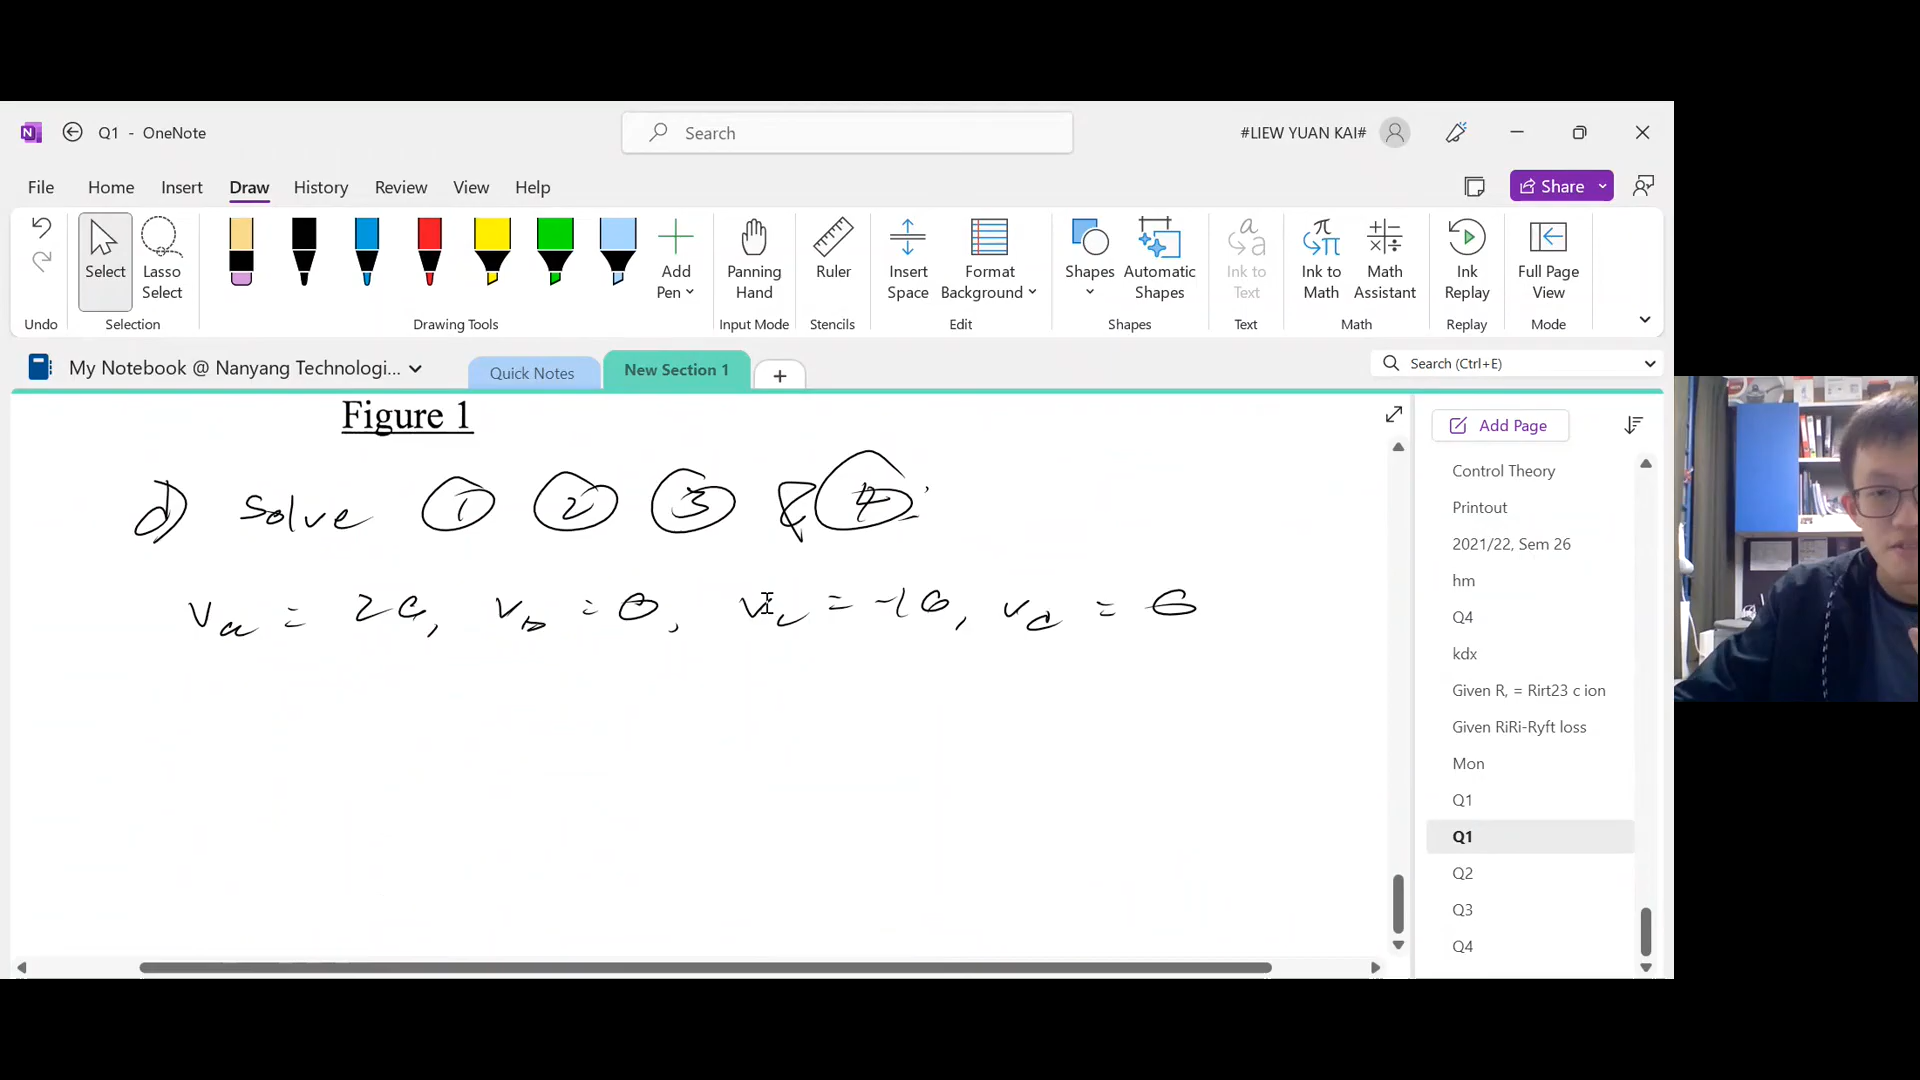 Q1 - OneNote
Search
#LIEW YUAN KAI#
File Home Insert Draw History Review View Help
Share
Select
Lasso Select
Add Pen
Panning Hand
Ruler
Insert Space
Format Background
Shapes
Automatic Shapes
Ink to Text
Ink to Math
Math Assistant
Ink Replay
Full Page View
Undo Selection Drawing Tools Input Mode Stencils Edit Shapes Text Math Replay Mode
My Notebook @ Nanyang Technologi...
Quick Notes
New Section 1
+
Search (Ctrl+E)
Figure 1
d) Solve ① ② ③ & ④:
Va = 26, Vb = 0, Vc = -16, Vd = 6
Add Page
Control Theory
Printout
2021/22, Sem 26
hm
Q4
kdx
Given R, = Rirt23 c ion
Given RiRi-Ryft loss
Mon
Q1
Q1
Q2
Q3
Q4